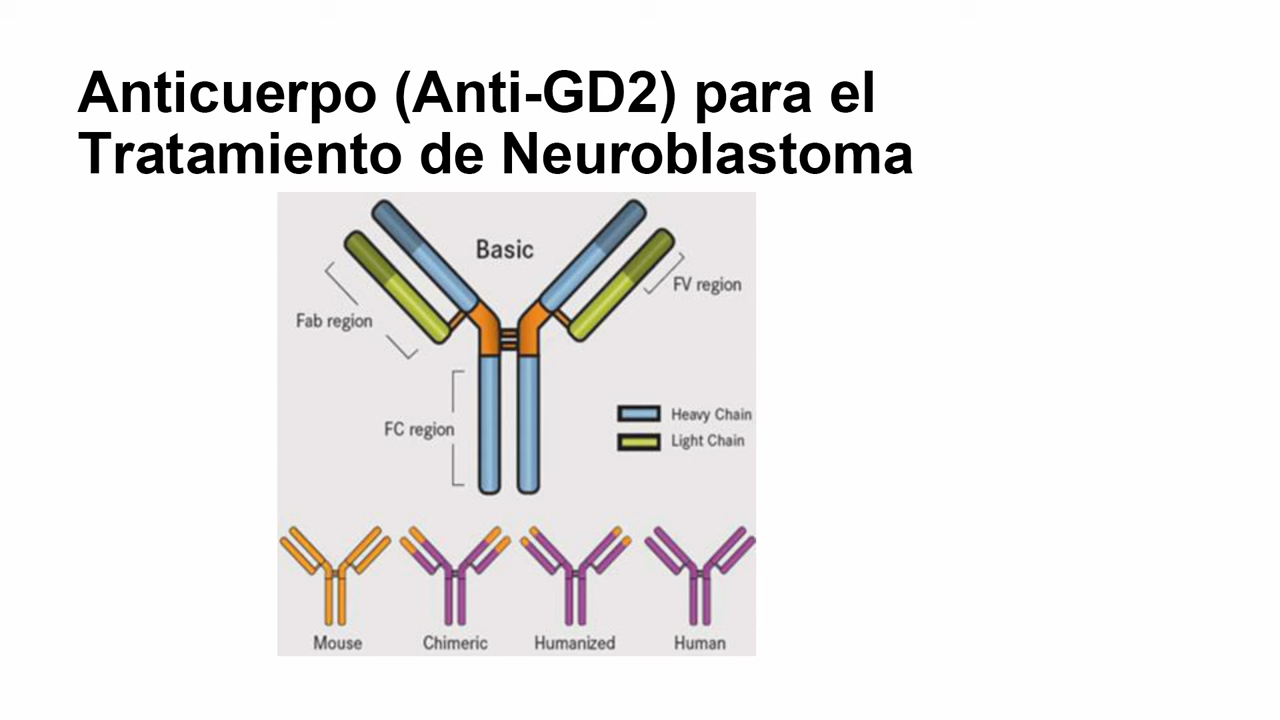 Anticuerpo (Anti-GD2) para el
Tratamiento de Neuroblastoma
Basic
FV region
Fab region
FC region
Heavy Chain
Light Chain
Mouse
Chimeric
Humanized
Human